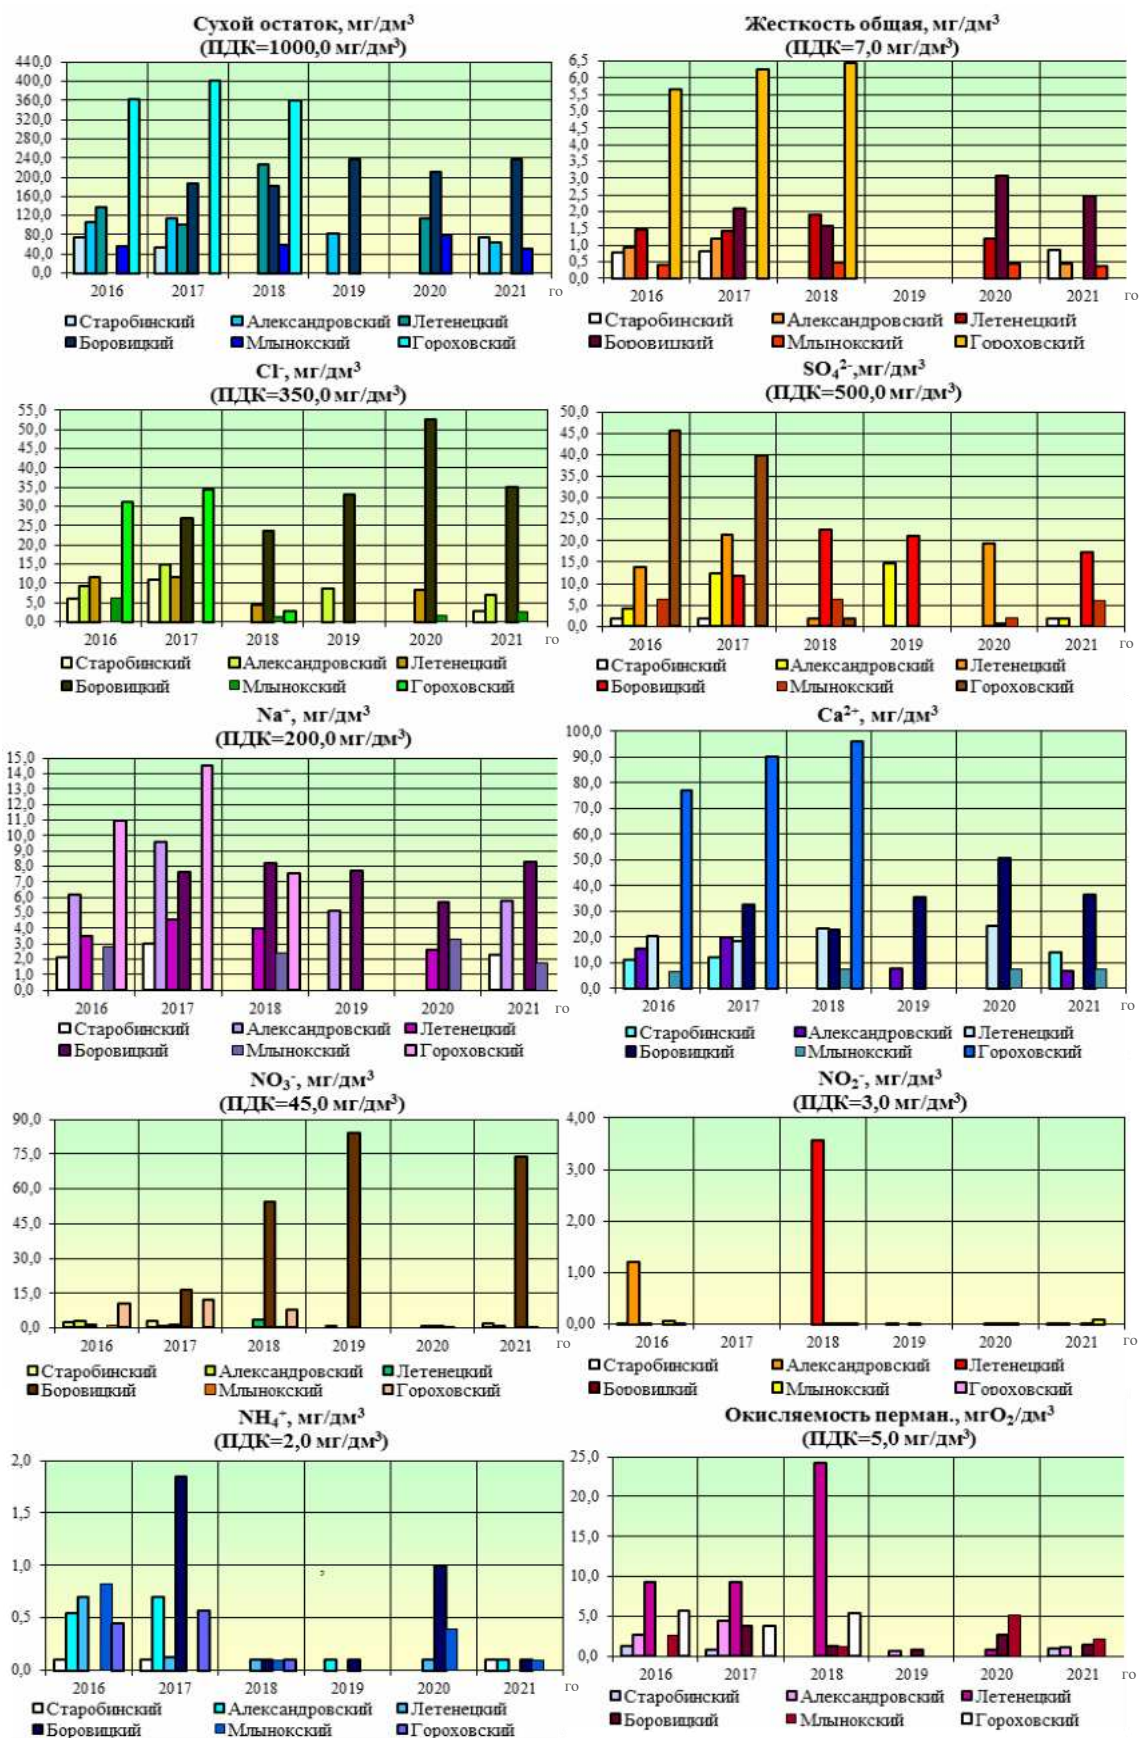 Сухой остаток, мг/дм³
(ПДК=1000,0 мг/дм³)
440,0
400,0
360,0
320,0
280,0
240,0
200,0
160,0
120,0
80,0
40,0
0,0
2016 2017 2018 2019 2020 2021 го
Старобинский Александровский Летенецкий
Боровицкий Млынокский Гороховский
Жесткость общая, мг/дм³
(ПДК=7,0 мг/дм³)
6,5
6,0
5,5
5,0
4,5
4,0
3,5
3,0
2,5
2,0
1,5
1,0
0,5
0,0
2016 2017 2018 2019 2020 2021 го
Старобинский Александровский Летенецкий
Боровицкий Млынокский Гороховский
Cl⁻, мг/дм³
(ПДК=350,0 мг/дм³)
55,0
50,0
45,0
40,0
35,0
30,0
25,0
20,0
15,0
10,0
5,0
0,0
2016 2017 2018 2019 2020 2021 го
Старобинский Александровский Летенецкий
Боровицкий Млынокский Гороховский
SO₄²⁻,мг/дм³
(ПДК=500,0 мг/дм³)
50,0
45,0
40,0
35,0
30,0
25,0
20,0
15,0
10,0
5,0
0,0
2016 2017 2018 2019 2020 2021 го
Старобинский Александровский Летенецкий
Боровицкий Млынокский Гороховский
Na⁺, мг/дм³
(ПДК=200,0 мг/дм³)
15,0
14,0
13,0
12,0
11,0
10,0
9,0
8,0
7,0
6,0
5,0
4,0
3,0
2,0
1,0
0,0
2016 2017 2018 2019 2020 2021 го
Старобинский Александровский Летенецкий
Боровицкий Млынокский Гороховский
Ca²⁺, мг/дм³
100,0
90,0
80,0
70,0
60,0
50,0
40,0
30,0
20,0
10,0
0,0
2016 2017 2018 2019 2020 2021 го
Старобинский Александровский Летенецкий
Боровицкий Млынокский Гороховский
NO₃⁻, мг/дм³
(ПДК=45,0 мг/дм³)
90,0
75,0
60,0
45,0
30,0
15,0
0,0
2016 2017 2018 2019 2020 2021 го
Старобинский Александровский Летенецкий
Боровицкий Млынокский Гороховский
NO₂⁻, мг/дм³
(ПДК=3,0 мг/дм³)
4,00
3,00
2,00
1,00
0,00
2016 2017 2018 2019 2020 2021 го
Старобинский Александровский Летенецкий
Боровицкий Млынокский Гороховский
NH₄⁺, мг/дм³
(ПДК=2,0 мг/дм³)
2,0
1,5
1,0
0,5
0,0
2016 2017 2018 2019 2020 2021 го
Старобинский Александровский Летенецкий
Боровицкий Млынокский Гороховский
Окисляемость перман., мгО₂/дм³
(ПДК=5,0 мг/дм³)
25,0
20,0
15,0
10,0
5,0
0,0
2016 2017 2018 2019 2020 2021 го
Старобинский Александровский Летенецкий
Боровицкий Млынокский Гороховский